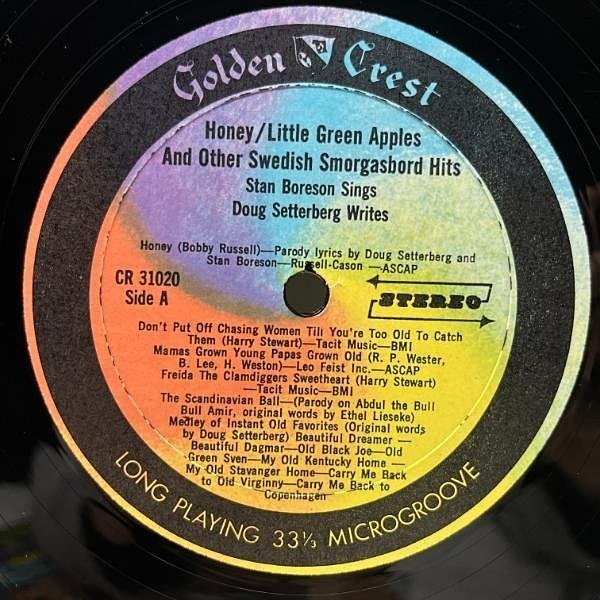 Golden Crest
Honey/Little Green Apples
And Other Swedish Smorgasbord Hits
Stan Boreson Sings
Doug Setterberg Writes
Honey (Bobby Russell)—Parody lyrics by Doug Setterberg and
Stan Boreson—Russell-Cason —ASCAP
CR 31020
Side A
STEREO
Don't Put Off Chasing Women Till You're Too Old To Catch
Them (Harry Stewart)—Tacit Music—BMI
Mamas Grown Young Papas Grown Old (R. P. Wester,
B. Lee, H. Weston)—Leo Feist Inc.—ASCAP
Freida The Clamdiggers Sweetheart (Harry Stewart)
—Tacit Music—BMI
The Scandinavian Ball—(Parody on Abdul the Bull
Bull Amir, original words by Ethel Lieseke)
Medley of Instant Old Favorites (Original words
by Doug Setterberg) Beautiful Dreamer —
Beautiful Dagmar—Old Black Joe—Old
Green Sven—My Old Kentucky Home —
My Old Stavanger Home—Carry Me Back
to Old Virginny—Carry Me Back to
Copenhagen
LONG PLAYING 33⅓ MICROGROOVE